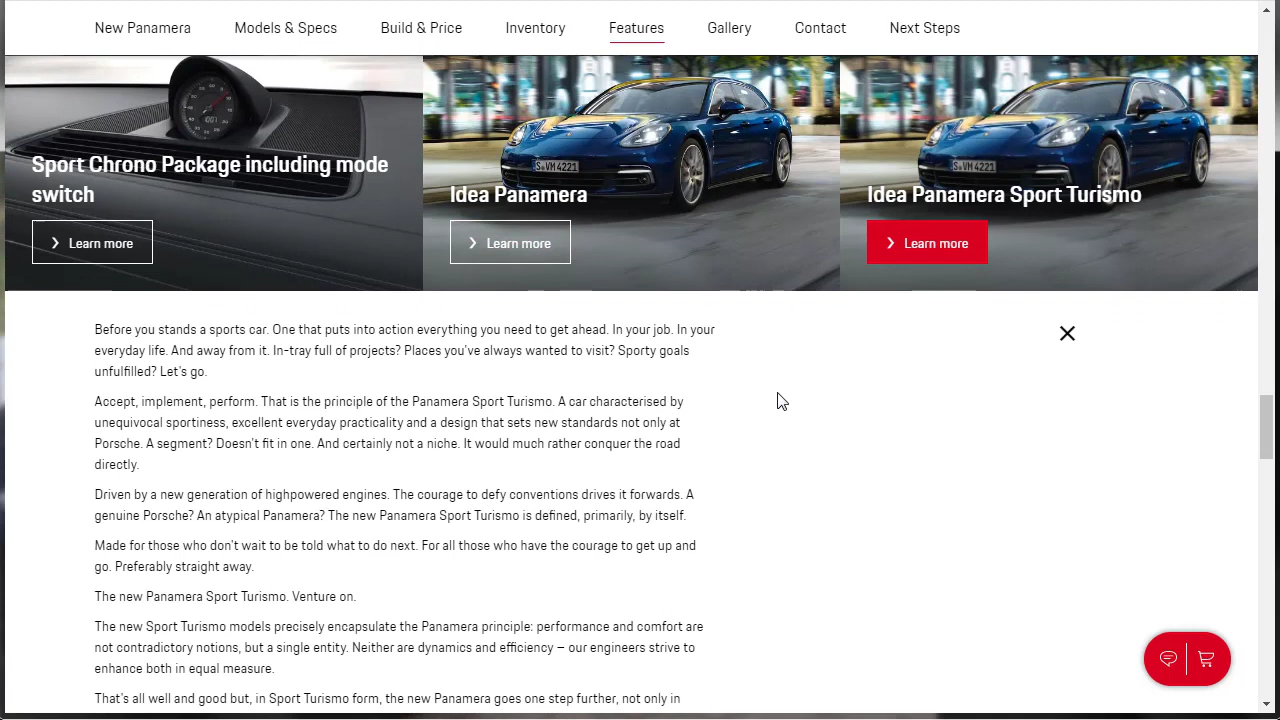 New Panamera Models & Specs Build & Price Inventory Features Gallery Contact Next Steps
Sport Chrono Package including mode
switch
Learn more
S VM 4221
Idea Panamera
Learn more
S VM 4221
Idea Panamera Sport Turismo
Learn more
Before you stands a sports car. One that puts into action everything you need to get ahead. In your job. In your
everyday life. And away from it. In-tray full of projects? Places you've always wanted to visit? Sporty goals
unfulfilled? Let's go.
Accept, implement, perform. That is the principle of the Panamera Sport Turismo. A car characterised by
unequivocal sportiness, excellent everyday practicality and a design that sets new standards not only at
Porsche. A segment? Doesn't fit in one. And certainly not a niche. It would much rather conquer the road
directly.
Driven by a new generation of highpowered engines. The courage to defy conventions drives it forwards. A
genuine Porsche? An atypical Panamera? The new Panamera Sport Turismo is defined, primarily, by itself.
Made for those who don't wait to be told what to do next. For all those who have the courage to get up and
go. Preferably straight away.
The new Panamera Sport Turismo. Venture on.
The new Sport Turismo models precisely encapsulate the Panamera principle: performance and comfort are
not contradictory notions, but a single entity. Neither are dynamics and efficiency – our engineers strive to
enhance both in equal measure.
That's all well and good but, in Sport Turismo form, the new Panamera goes one step further, not only in